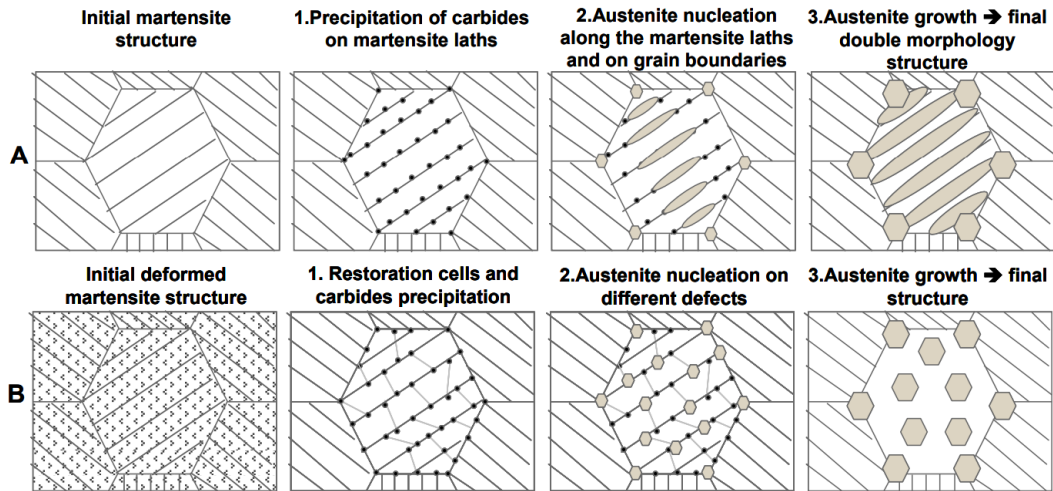 Initial martensite
structure
1.Precipitation of carbides
on martensite laths
2.Austenite nucleation
along the martensite laths
and on grain boundaries
3.Austenite growth ➔ final
double morphology
structure
A
Initial deformed
martensite structure
1. Restoration cells and
carbides precipitation
2.Austenite nucleation on
different defects
3.Austenite growth ➔ final
structure
B